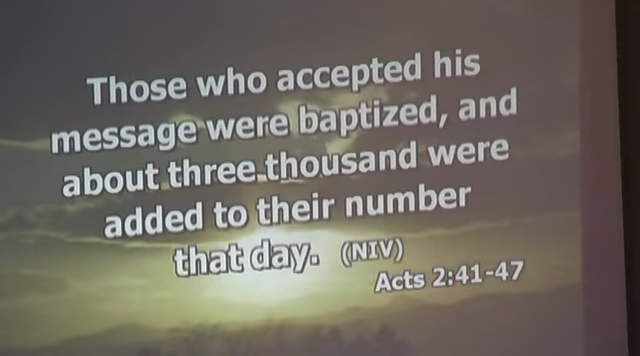 Those who accepted his
message were baptized, and
about three thousand were
added to their number
that day. (NIV)
Acts 2:41-47